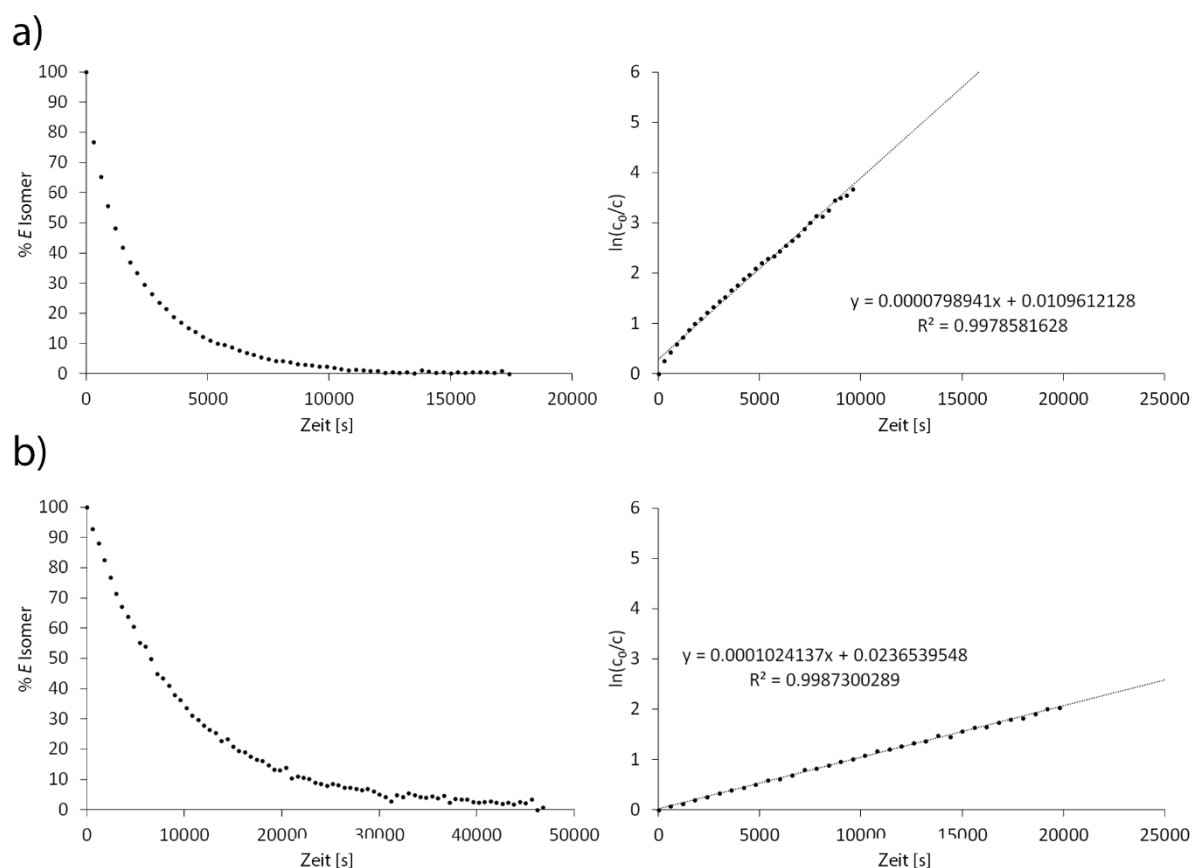 a)
100
90
80
70
60
50
40
30
20
10
0
% E Isomer
0 5000 10000 15000 20000
Zeit [s]
6
5
4
3
2
1
0
ln(c₀/c)
y = 0.0000798941x + 0.0109612128
R² = 0.9978581628
0 5000 10000 15000 20000 25000
Zeit [s]
b)
100
90
80
70
60
50
40
30
20
10
0
% E Isomer
0 10000 20000 30000 40000 50000
Zeit [s]
6
5
4
3
2
1
0
ln(c₀/c)
y = 0.0001024137x + 0.0236539548
R² = 0.9987300289
0 5000 10000 15000 20000 25000
Zeit [s]